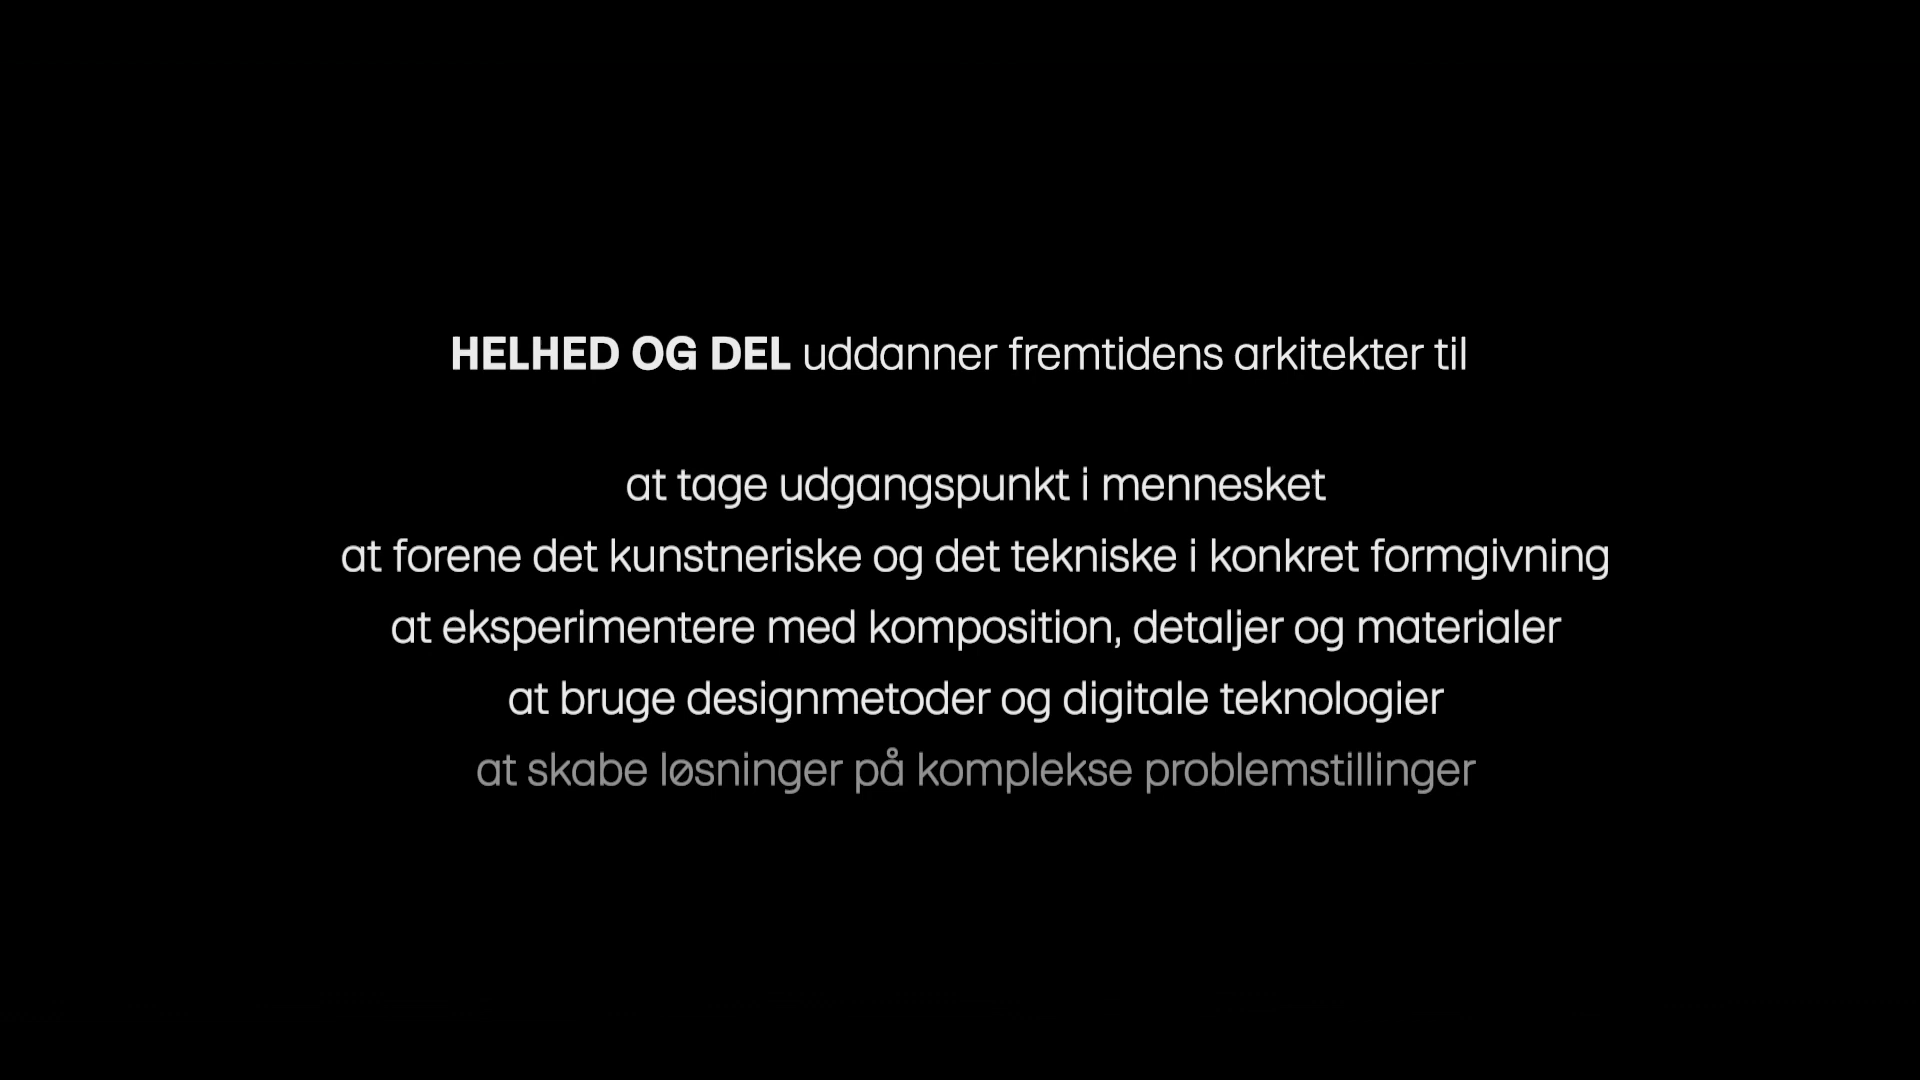 HELHED OG DEL uddanner fremtidens arkitekter til
at tage udgangspunkt i mennesket
at forene det kunstneriske og det tekniske i konkret formgivning
at eksperimentere med komposition, detaljer og materialer
at bruge designmetoder og digitale teknologier
at skabe løsninger på komplekse problemstillinger